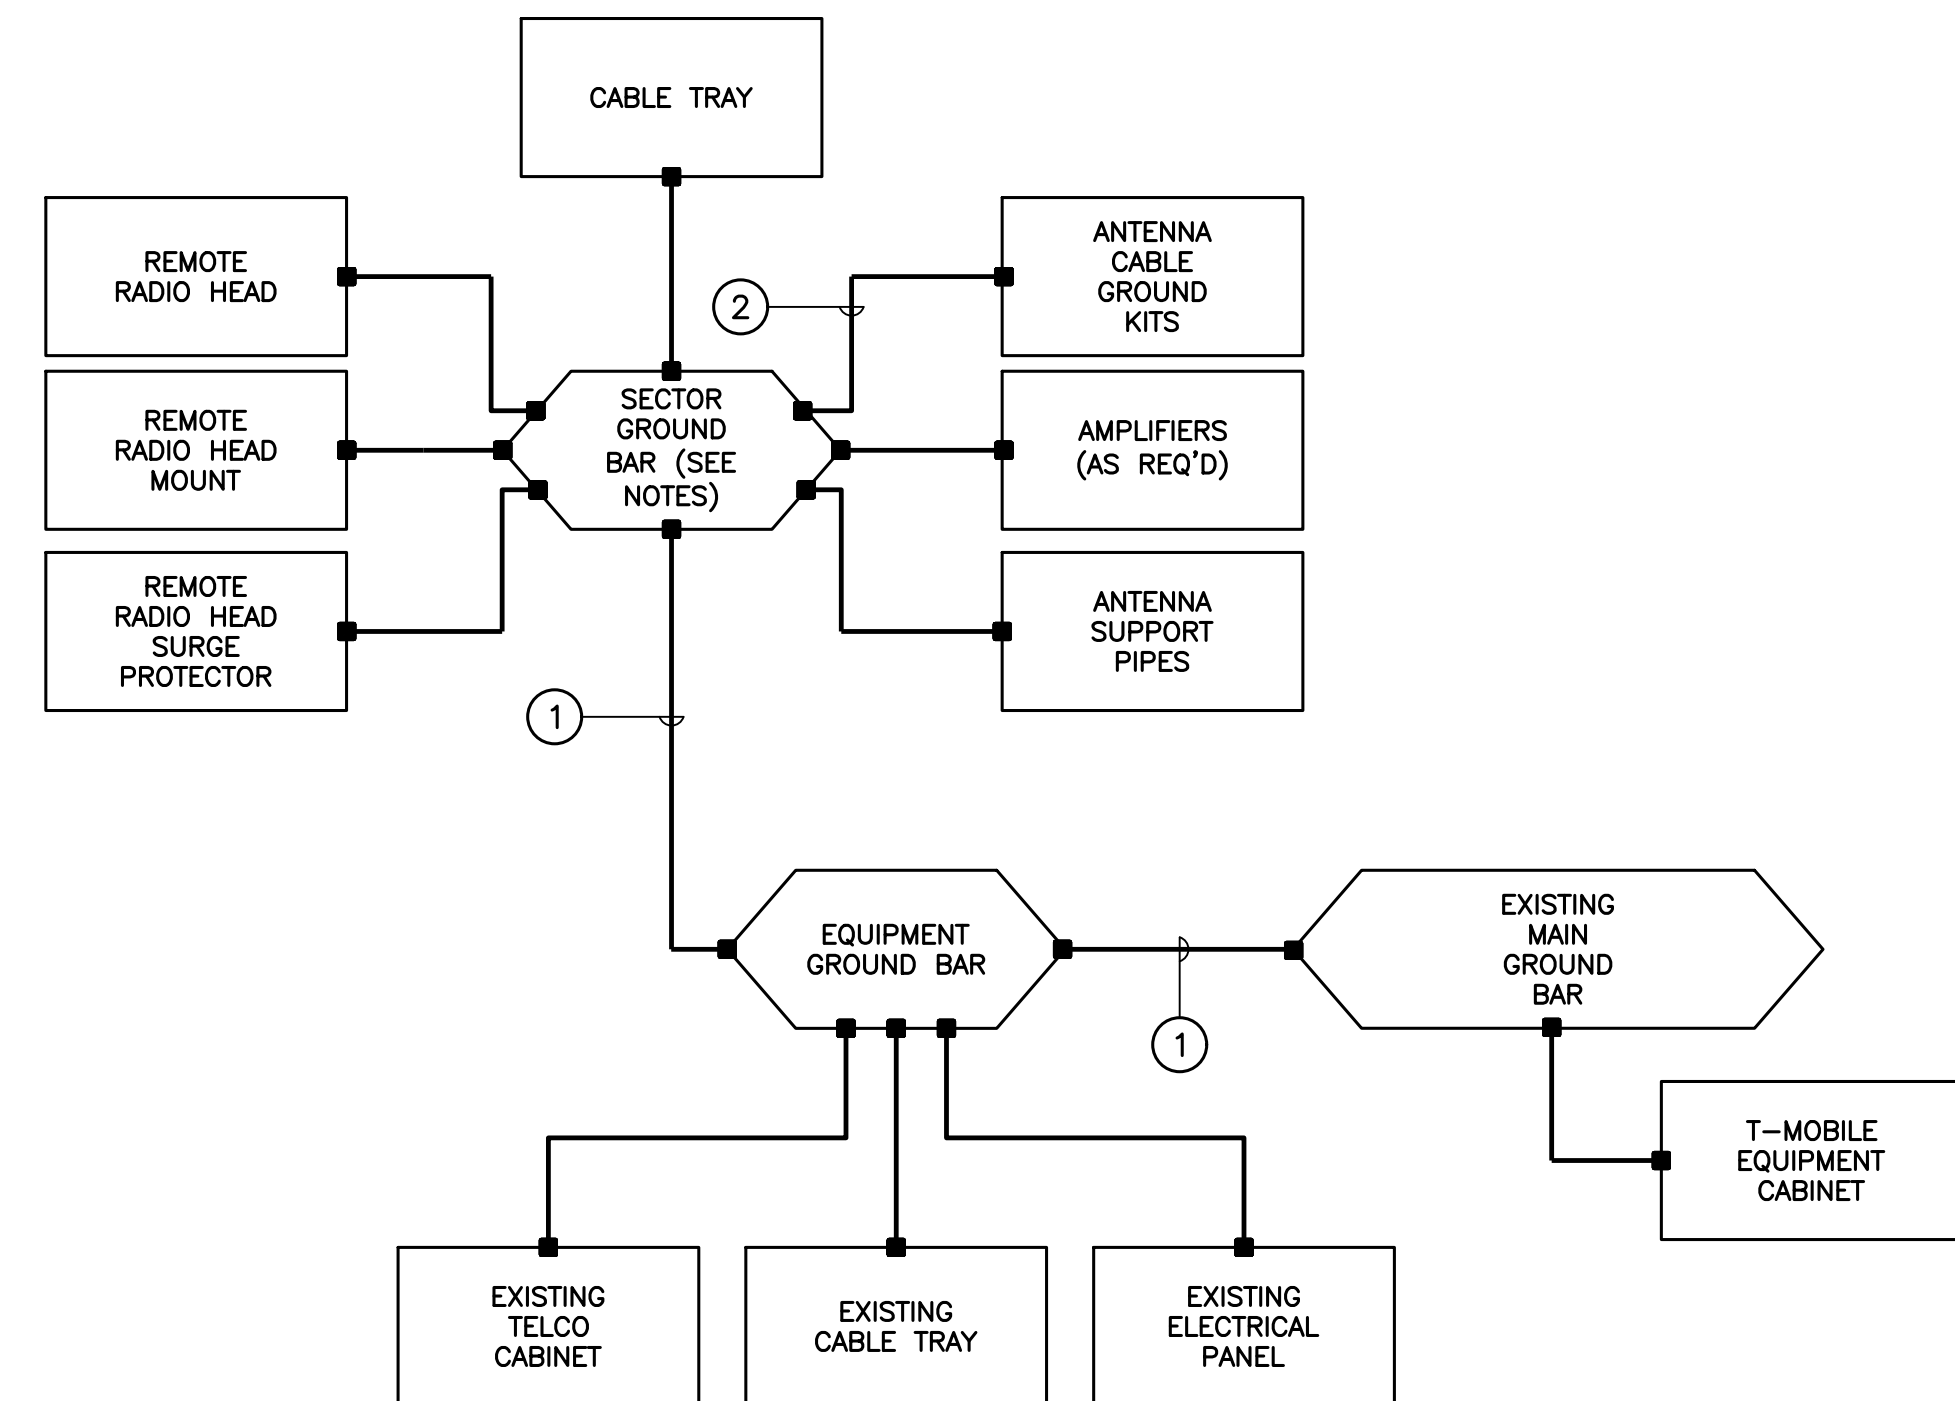 CABLE TRAY
REMOTE
RADIO HEAD
ANTENNA
CABLE
GROUND
KITS
2
REMOTE
RADIO HEAD
MOUNT
SECTOR
GROUND
BAR (SEE
NOTES)
AMPLIFIERS
(AS REQ'D)
REMOTE
RADIO HEAD
SURGE
PROTECTOR
ANTENNA
SUPPORT
PIPES
1
EQUIPMENT
GROUND BAR
EXISTING
MAIN
GROUND
BAR
1
T-MOBILE
EQUIPMENT
CABINET
EXISTING
TELCO
CABINET
EXISTING
CABLE TRAY
EXISTING
ELECTRICAL
PANEL